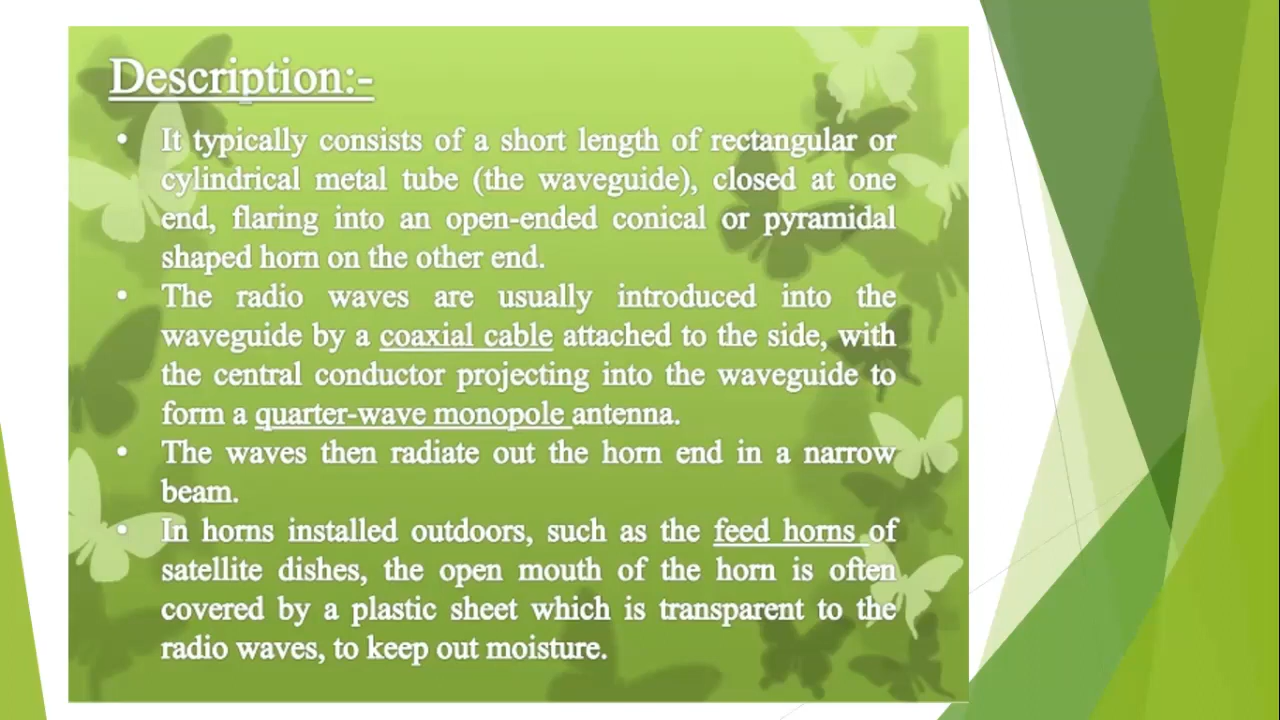 Description:-
• It typically consists of a short length of rectangular or
cylindrical metal tube (the waveguide), closed at one
end, flaring into an open-ended conical or pyramidal
shaped horn on the other end.
• The radio waves are usually introduced into the
waveguide by a coaxial cable attached to the side, with
the central conductor projecting into the waveguide to
form a quarter-wave monopole antenna.
• The waves then radiate out the horn end in a narrow
beam.
• In horns installed outdoors, such as the feed horns of
satellite dishes, the open mouth of the horn is often
covered by a plastic sheet which is transparent to the
radio waves, to keep out moisture.